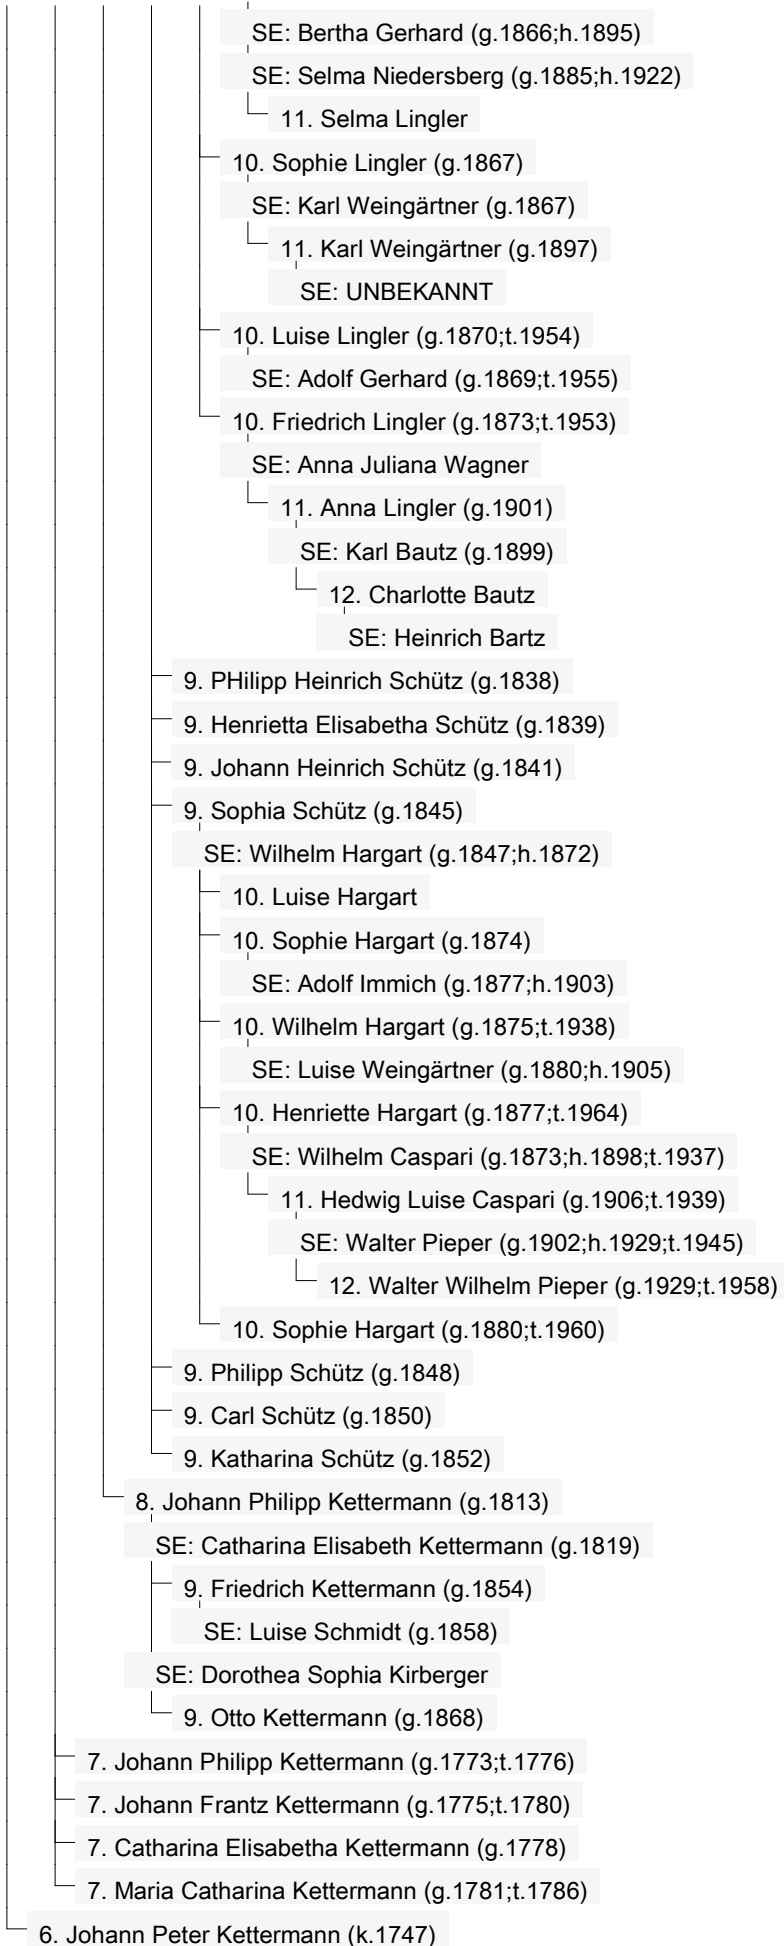 SE: Bertha Gerhard (g.1866;h.1895)
SE: Selma Niedersberg (g.1885;h.1922)
11. Selma Lingler
10. Sophie Lingler (g.1867)
SE: Karl Weingärtner (g.1867)
11. Karl Weingärtner (g.1897)
SE: UNBEKANNT
10. Luise Lingler (g.1870;t.1954)
SE: Adolf Gerhard (g.1869;t.1955)
10. Friedrich Lingler (g.1873;t.1953)
SE: Anna Juliana Wagner
11. Anna Lingler (g.1901)
SE: Karl Bautz (g.1899)
12. Charlotte Bautz
SE: Heinrich Bartz
9. PHilipp Heinrich Schütz (g.1838)
9. Henrietta Elisabetha Schütz (g.1839)
9. Johann Heinrich Schütz (g.1841)
9. Sophia Schütz (g.1845)
SE: Wilhelm Hargart (g.1847;h.1872)
10. Luise Hargart
10. Sophie Hargart (g.1874)
SE: Adolf Immich (g.1877;h.1903)
10. Wilhelm Hargart (g.1875;t.1938)
SE: Luise Weingärtner (g.1880;h.1905)
10. Henriette Hargart (g.1877;t.1964)
SE: Wilhelm Caspari (g.1873;h.1898;t.1937)
11. Hedwig Luise Caspari (g.1906;t.1939)
SE: Walter Pieper (g.1902;h.1929;t.1945)
12. Walter Wilhelm Pieper (g.1929;t.1958)
10. Sophie Hargart (g.1880;t.1960)
9. Philipp Schütz (g.1848)
9. Carl Schütz (g.1850)
9. Katharina Schütz (g.1852)
8. Johann Philipp Kettermann (g.1813)
SE: Catharina Elisabeth Kettermann (g.1819)
9. Friedrich Kettermann (g.1854)
SE: Luise Schmidt (g.1858)
SE: Dorothea Sophia Kirberger
9. Otto Kettermann (g.1868)
7. Johann Philipp Kettermann (g.1773;t.1776)
7. Johann Frantz Kettermann (g.1775;t.1780)
7. Catharina Elisabetha Kettermann (g.1778)
7. Maria Catharina Kettermann (g.1781;t.1786)
6. Johann Peter Kettermann (k.1747)